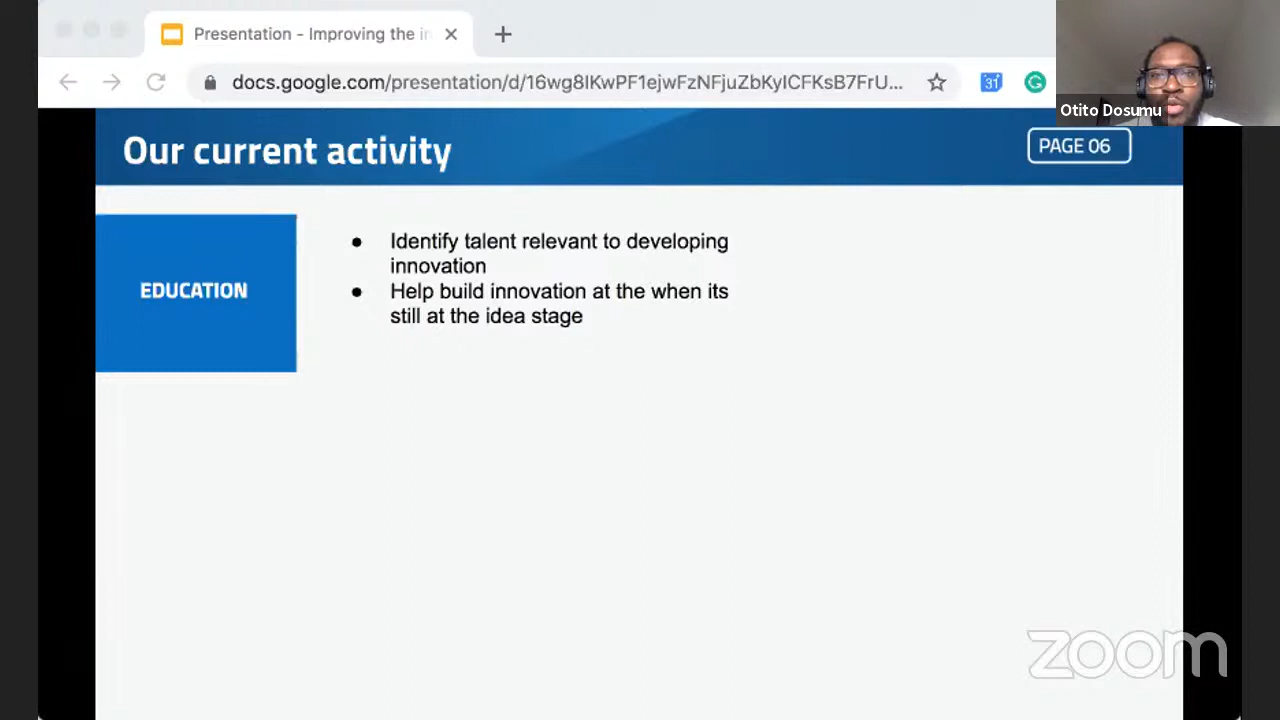 Presentation - Improving the in
docs.google.com/presentation/d/16wg8IKwPF1ejwFzNFjuZbKyICFKsB7FrU...
31
Otito Dosumu
Our current activity
PAGE 06
EDUCATION
● Identify talent relevant to developing
innovation
● Help build innovation at the when its
still at the idea stage
zoom